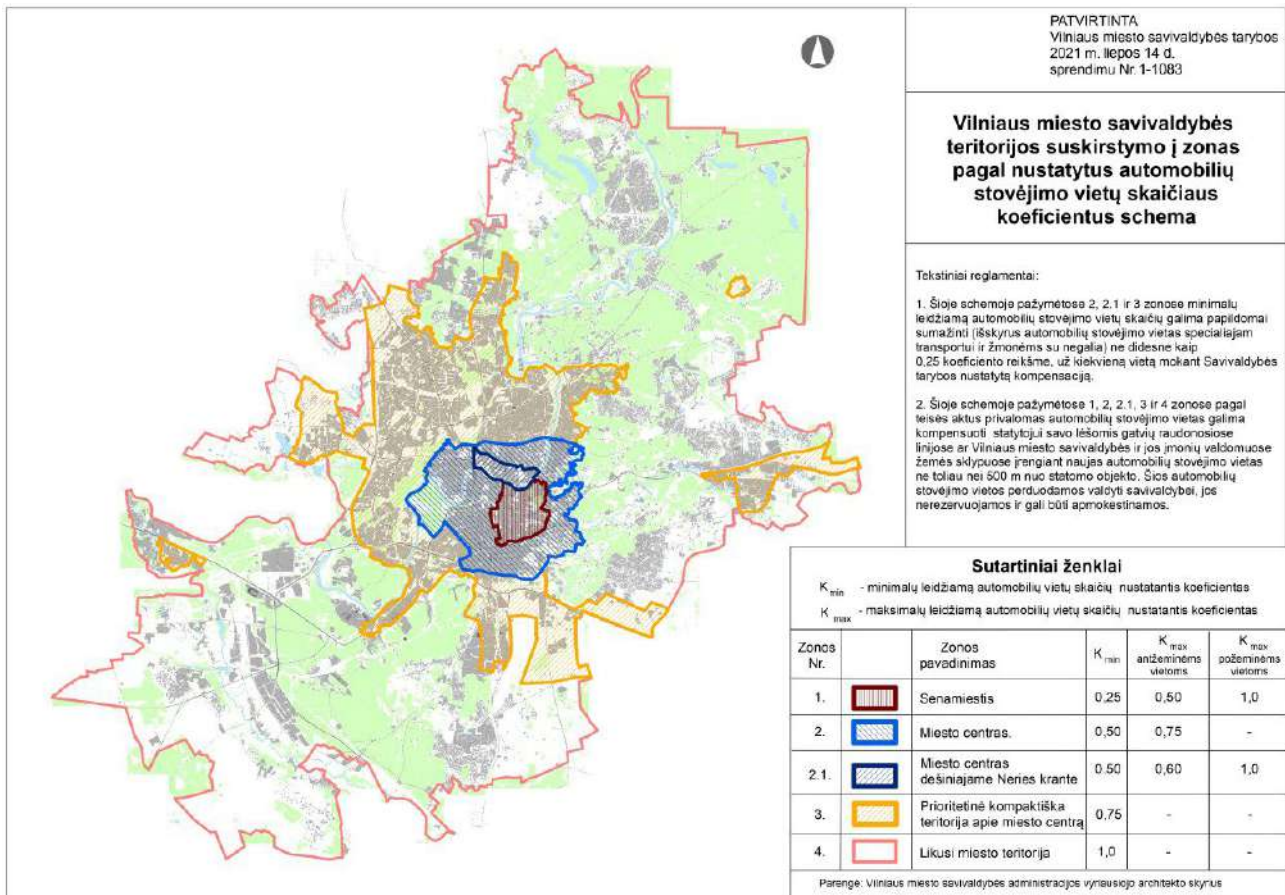 PATVIRTINTA
Vilniaus miesto savivaldybės tarybos
2021 m. liepos 14 d.
sprendimu Nr. 1-1083
Vilniaus miesto savivaldybės
teritorijos suskirstymo į zonas
pagal nustatytus automobilių
stovėjimo vietų skaičiaus
koeficientus schema
Tekstiniai reglamentai:
1. Šioje schemoje pažymėtose 2, 2.1 ir 3 zonose minimalų
leidžiamą automobilių stovėjimo vietų skaičių galima papildomai
sumažinti (išskyrus automobilių stovėjimo vietas specialiajam
transportui ir žmonėms su negalia) ne didesne kaip
0,25 koeficiento reikšme, už kiekvieną vietą mokant Savivaldybės
tarybos nustatytą kompensaciją.
2. Šioje schemoje pažymėtose 1, 2, 2.1, 3 ir 4 zonose pagal
teisės aktus privalomas automobilių stovėjimo vietas galima
kompensuoti statytojui savo lėšomis gatvių raudonosiose
linijose ar Vilniaus miesto savivaldybės ir jos įmonių valdomuose
žemės sklypuose įrengiant naujas automobilių stovėjimo vietas
ne toliau nei 500 m nuo statomo objekto. Šios automobilių
stovėjimo vietos perduodamos valdyti savivaldybei, jos
nerezervuojamos ir gali būti apmokestinamos.
Sutartiniai ženklai
K min - minimalų leidžiamą automobilių vietų skaičių nustatantis koeficientas
K max - maksimalų leidžiamą automobilių vietų skaičių nustatantis koeficientas
Zonos Nr. Zonos pavadinimas K min K max antžeminėms vietoms K max požeminėms vietoms
1. Senamiestis 0,25 0,50 1,0
2. Miesto centras. 0,50 0,75 -
2.1. Miesto centras dešiniajame Neries krante 0.50 0,60 1,0
3. Prioritetinė kompaktiška teritorija apie miesto centrą 0,75 - -
4. Likusi miesto teritorija 1,0 - -
Parengė: Vilniaus miesto savivaldybės administracijos vyriausiojo architekto skyrius